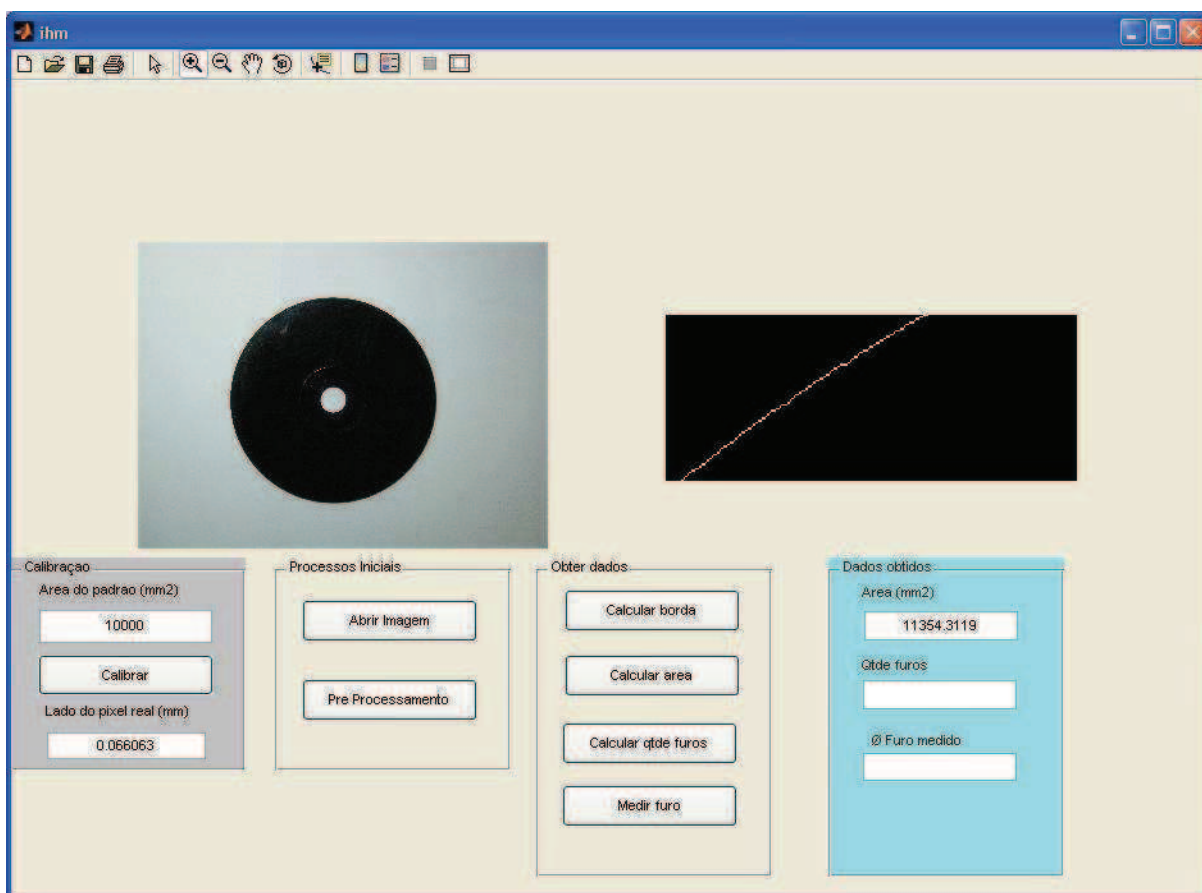 ihm
Calibraçao
Area do padrao (mm2)
10000
Calibrar
Lado do pixel real (mm)
0.066063
Processos Iniciais
Abrir Imagem
Pre Processamento
Obter dados
Calcular borda
Calcular area
Calcular qtde furos
Medir furo
Dados obtidos
Area (mm2)
11354.3119
Qtde furos
Ø Furo medido